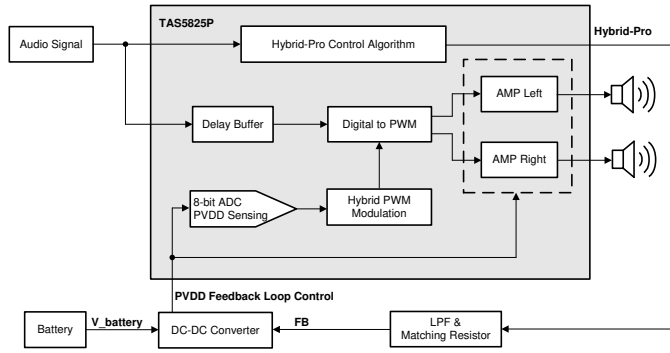 TAS5825P
Hybrid-Pro
Audio Signal
Hybrid-Pro Control Algorithm
AMP Left
Delay Buffer
Digital to PWM
AMP Right
8-bit ADC
PVDD Sensing
Hybrid PWM
Modulation
PVDD Feedback Loop Control
Battery
V_battery
DC-DC Converter
FB
LPF &
Matching Resistor